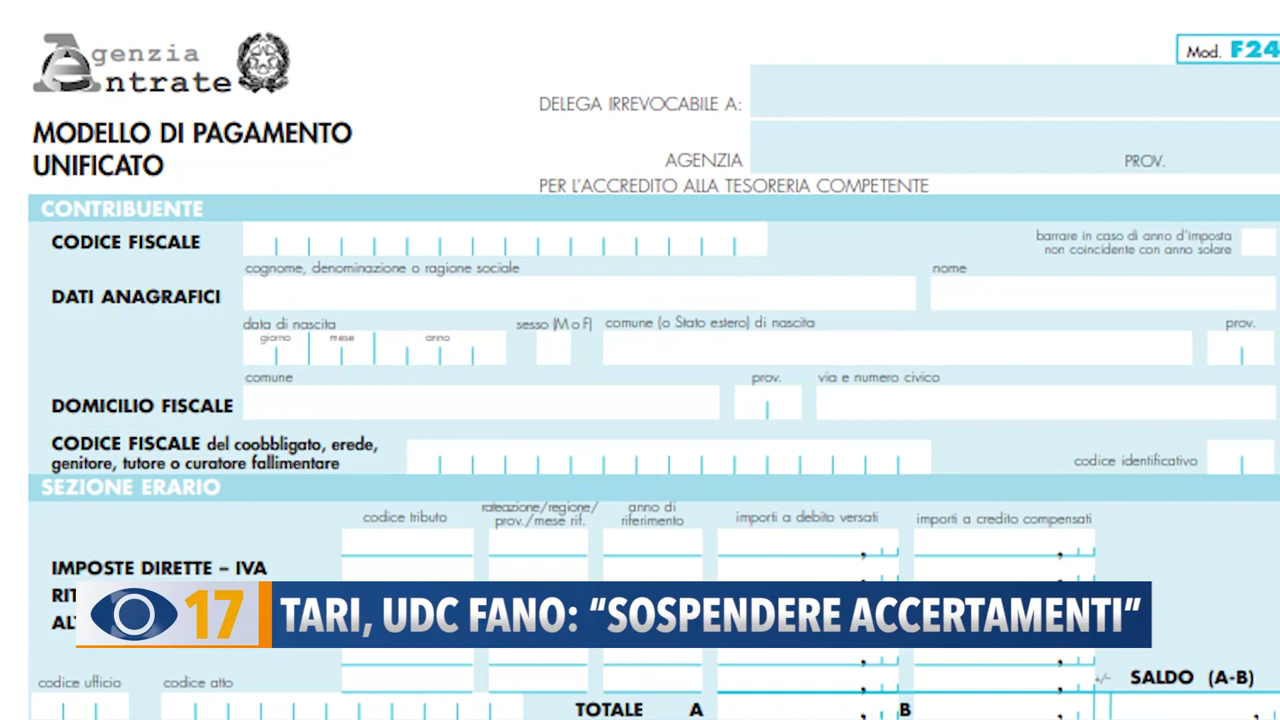 Agenzia
Entrate
Mod. F24
DELEGA IRREVOCABILE A:
MODELLO DI PAGAMENTO
UNIFICATO
AGENZIA
PROV.
PER L'ACCREDITO ALLA TESORERIA COMPETENTE
CONTRIBUENTE
CODICE FISCALE
barrare in caso di anno d'imposta
non coincidente con anno solare
cognome, denominazione o ragione sociale
nome
DATI ANAGRAFICI
data di nascita
sesso (M o F)
comune (o Stato estero) di nascita
prov.
giorno
mese
anno
comune
prov.
via e numero civico
DOMICILIO FISCALE
CODICE FISCALE del coobbligato, erede,
genitore, tutore o curatore fallimentare
codice identificativo
SEZIONE ERARIO
codice tributo
rateazione/regione/
prov./mese rif.
anno di
riferimento
importi a debito versati
importi a credito compensati
IMPOSTE DIRETTE – IVA
17
TARI, UDC FANO: “SOSPENDERE ACCERTAMENTI”
codice ufficio
codice atto
+/–
SALDO (A-B)
TOTALE A
B